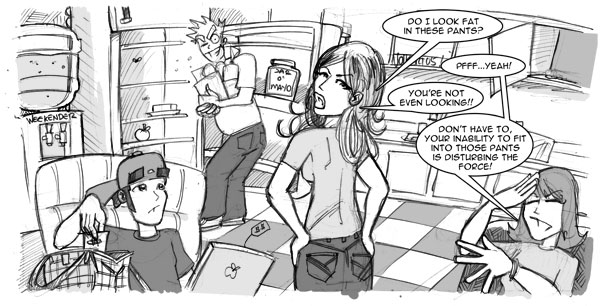 DO I LOOK FAT
IN THESE PANTS?
PFFF...YEAH!
YOU'RE NOT
EVEN LOOKING!!
DON'T HAVE TO,
YOUR INABILITY TO FIT
INTO THOSE PANTS
IS DISTURBING THE
FORCE!
WEEKENDER
JAR
O'
MAYO